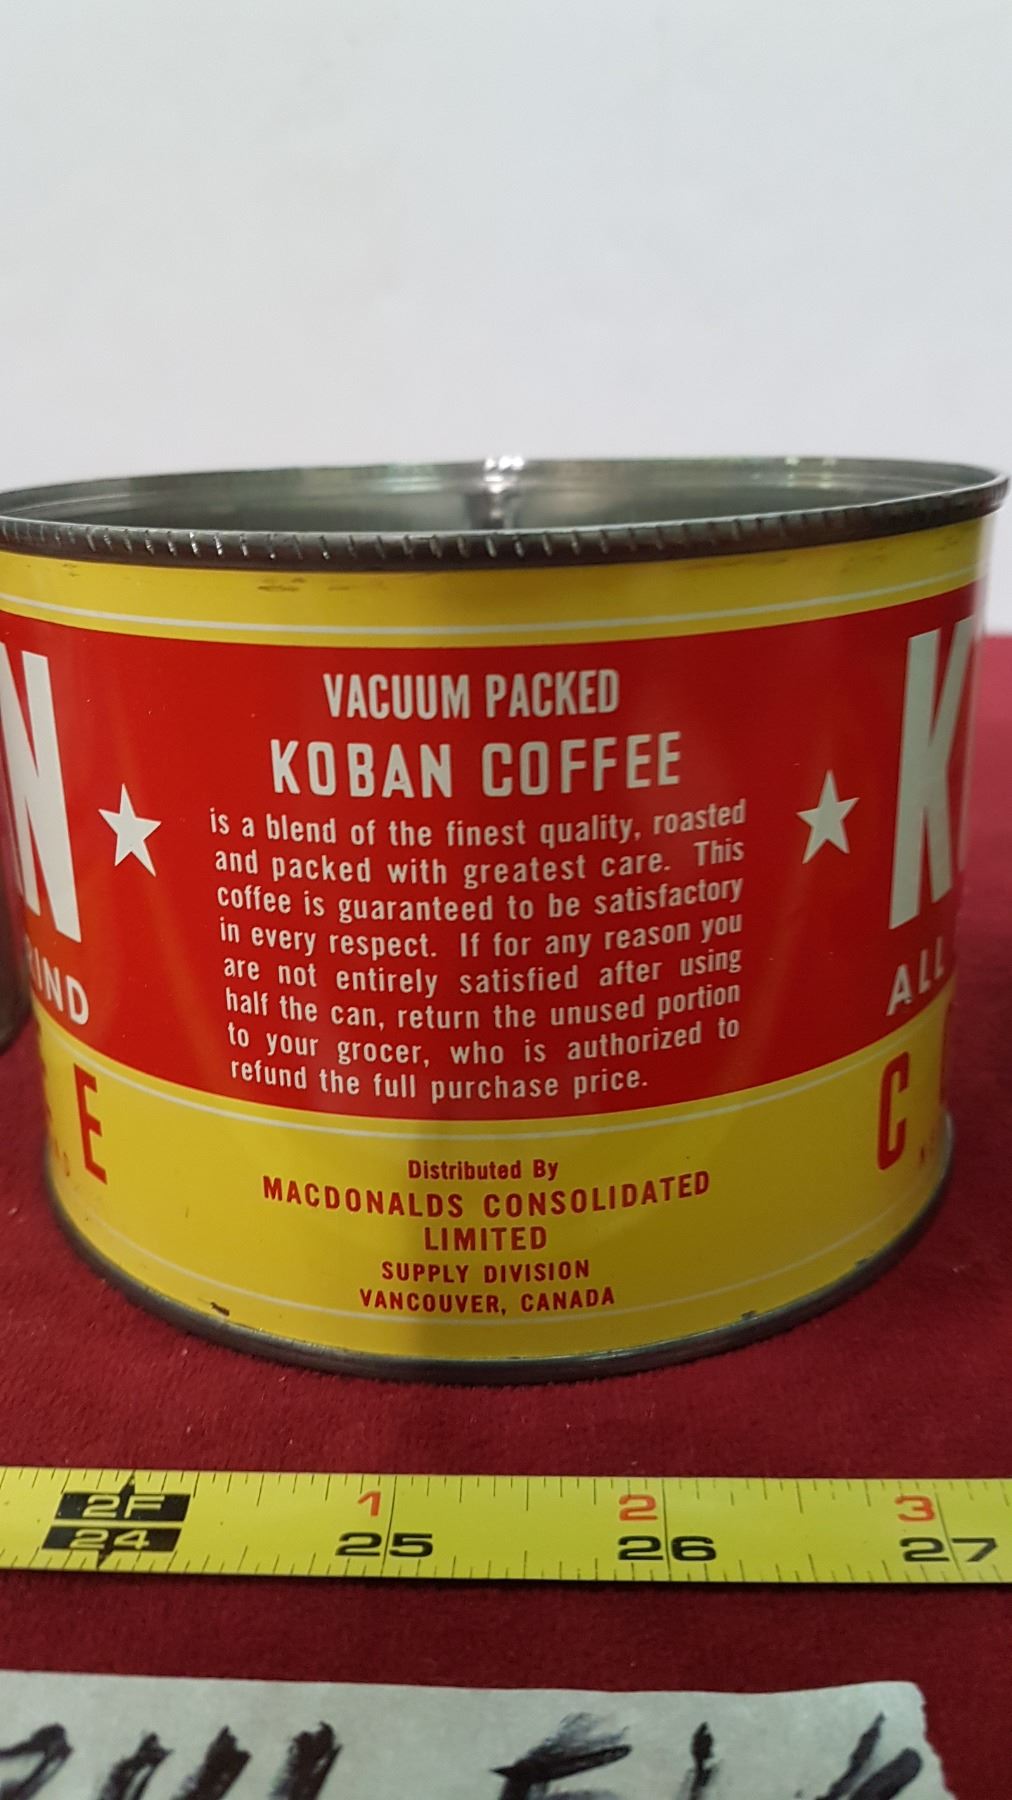 VACUUM PACKED
KOBAN COFFEE
is a blend of the finest quality, roasted
and packed with greatest care. This
coffee is guaranteed to be satisfactory
in every respect. If for any reason you
are not entirely satisfied after using
half the can, return the unused portion
to your grocer, who is authorized to
refund the full purchase price.
Distributed By
MACDONALDS CONSOLIDATED
LIMITED
SUPPLY DIVISION
VANCOUVER, CANADA
N
IND
E
K
ALL
C
2F 1 2 3
24 25 26 27